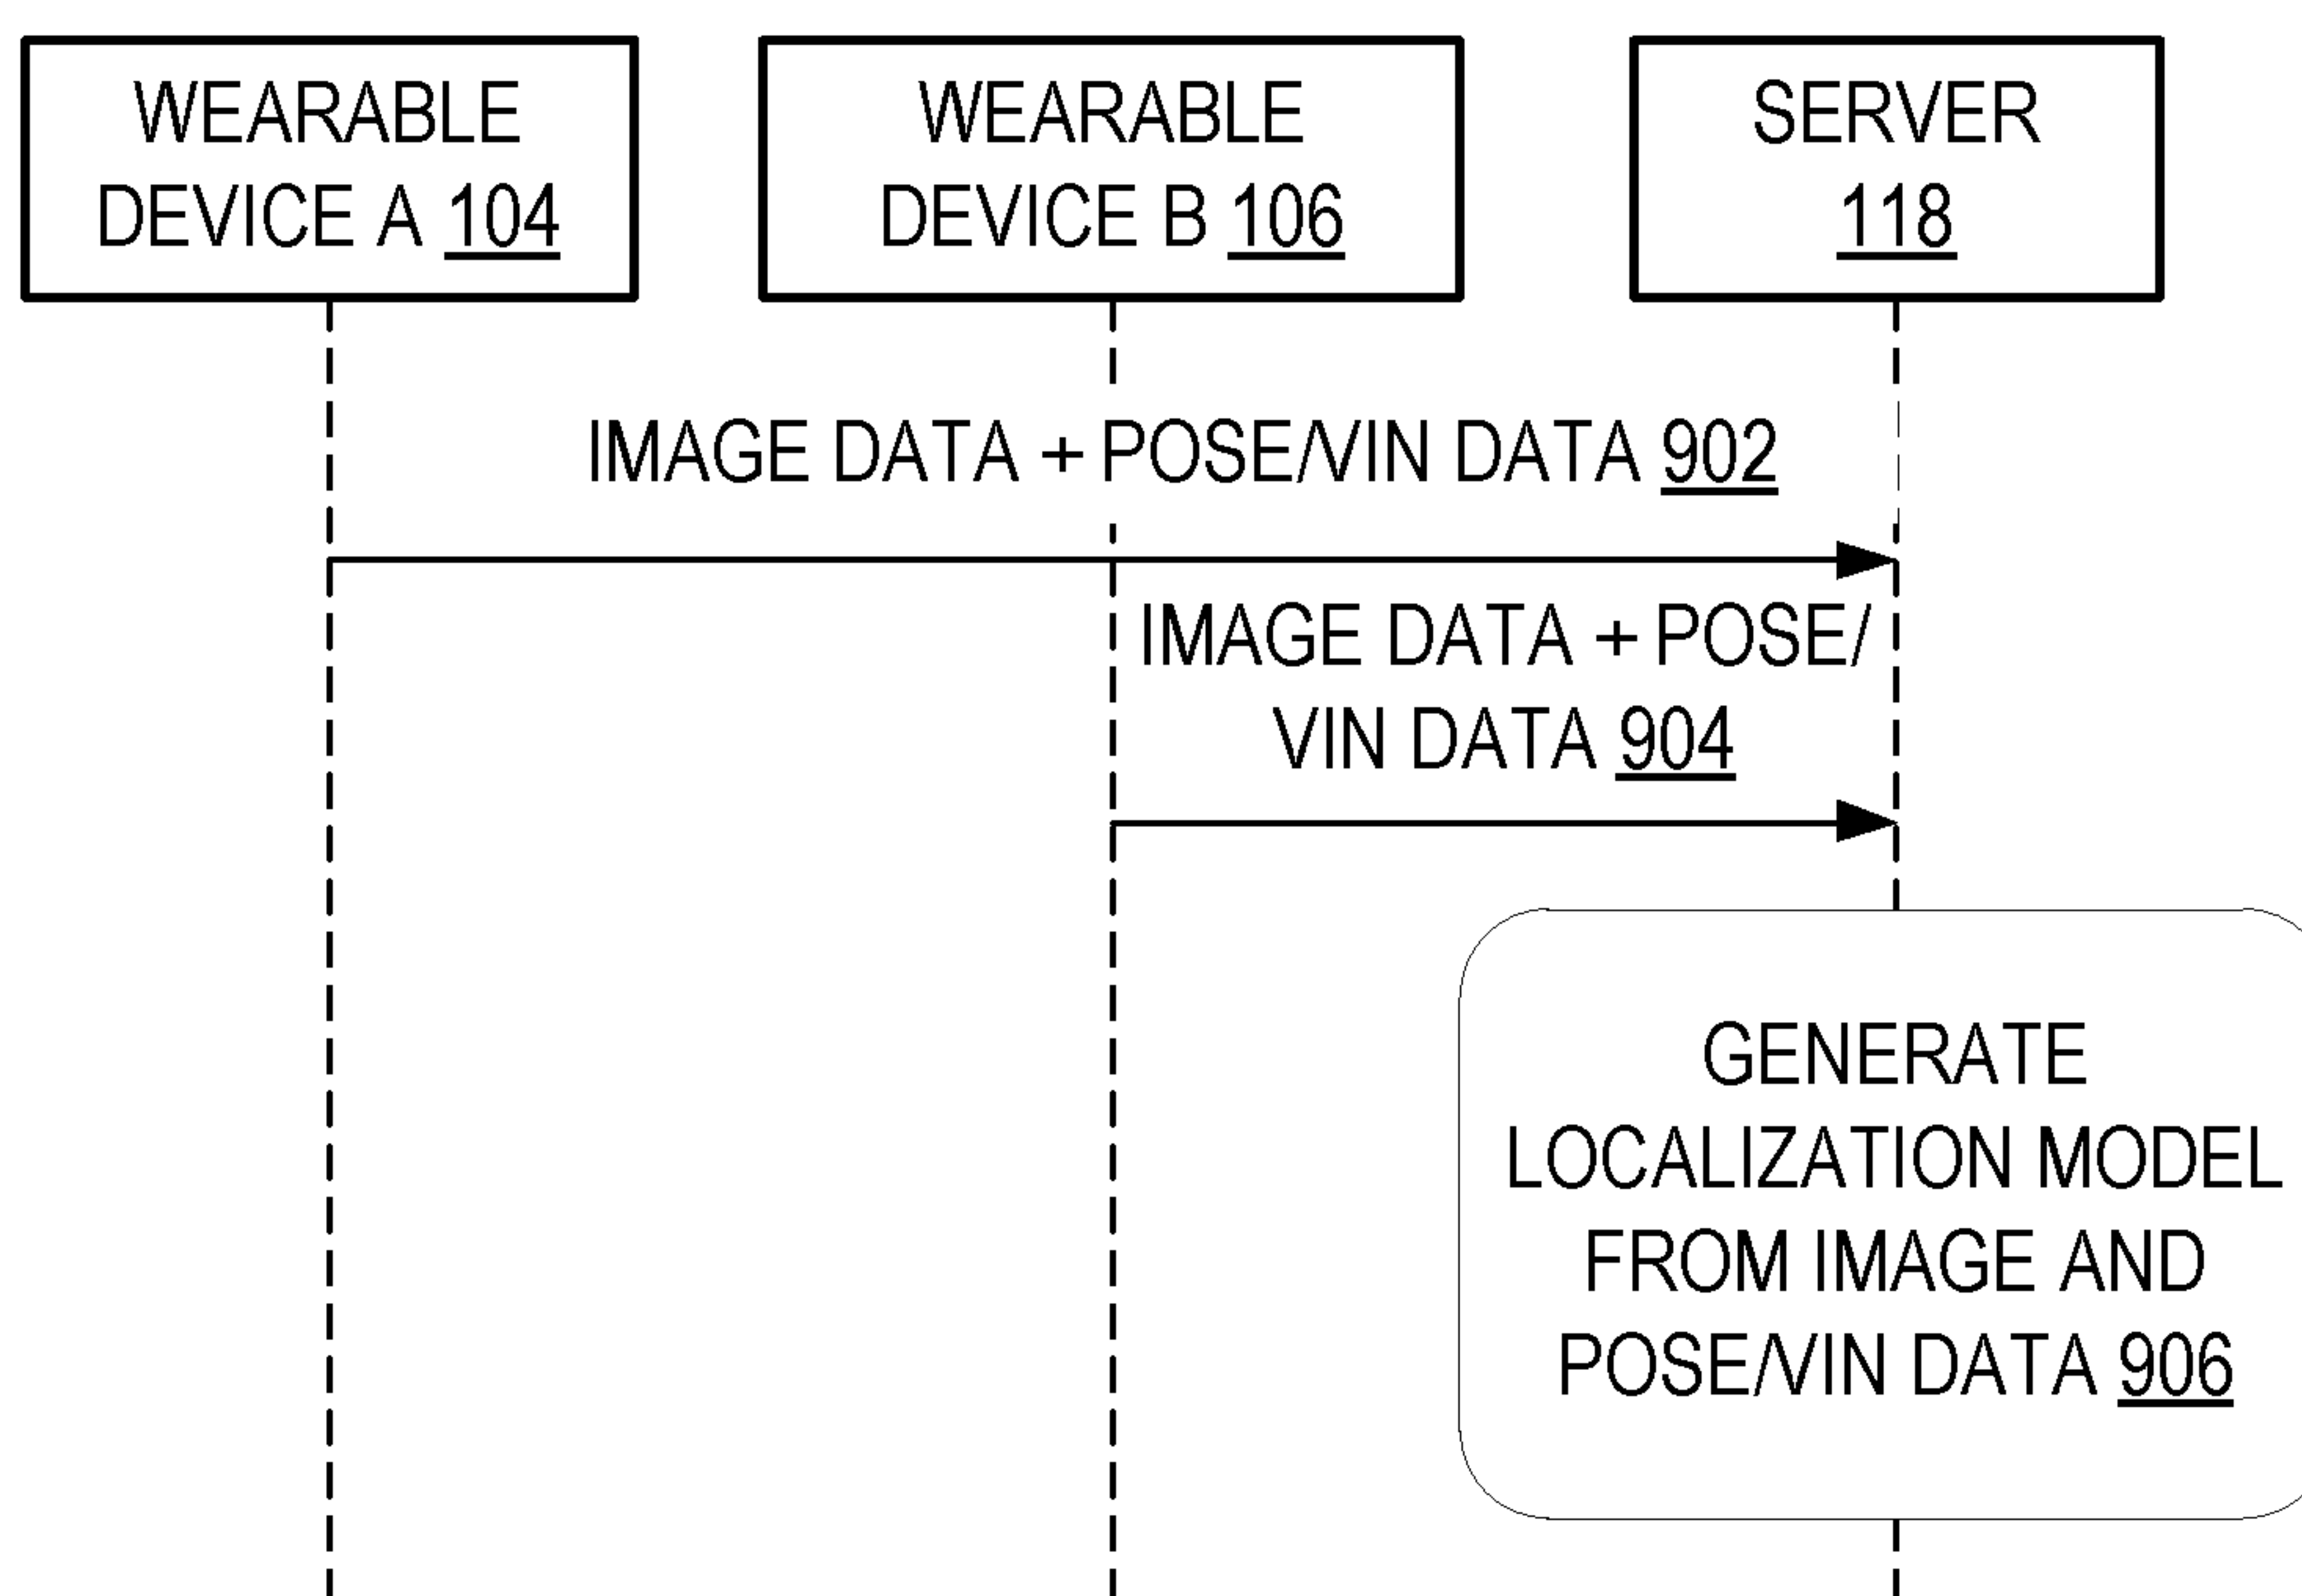 WEARABLE
DEVICE A 104
WEARABLE
DEVICE B 106
SERVER
118
IMAGE DATA + POSE/VIN DATA 902
IMAGE DATA + POSE/
VIN DATA 904
GENERATE
LOCALIZATION MODEL
FROM IMAGE AND
POSE/VIN DATA 906